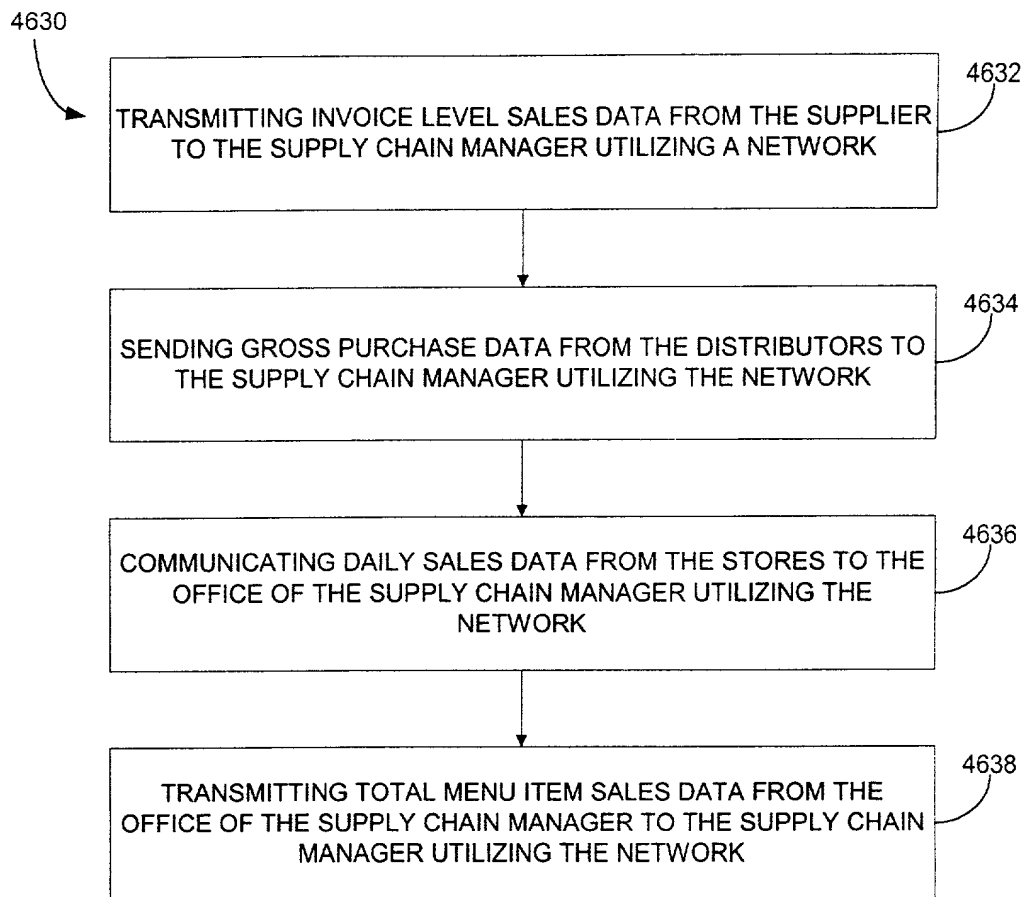 4630
4632
TRANSMITTING INVOICE LEVEL SALES DATA FROM THE SUPPLIER
TO THE SUPPLY CHAIN MANAGER UTILIZING A NETWORK
4634
SENDING GROSS PURCHASE DATA FROM THE DISTRIBUTORS TO
THE SUPPLY CHAIN MANAGER UTILIZING THE NETWORK
4636
COMMUNICATING DAILY SALES DATA FROM THE STORES TO THE
OFFICE OF THE SUPPLY CHAIN MANAGER UTILIZING THE
NETWORK
4638
TRANSMITTING TOTAL MENU ITEM SALES DATA FROM THE
OFFICE OF THE SUPPLY CHAIN MANAGER TO THE SUPPLY CHAIN
MANAGER UTILIZING THE NETWORK